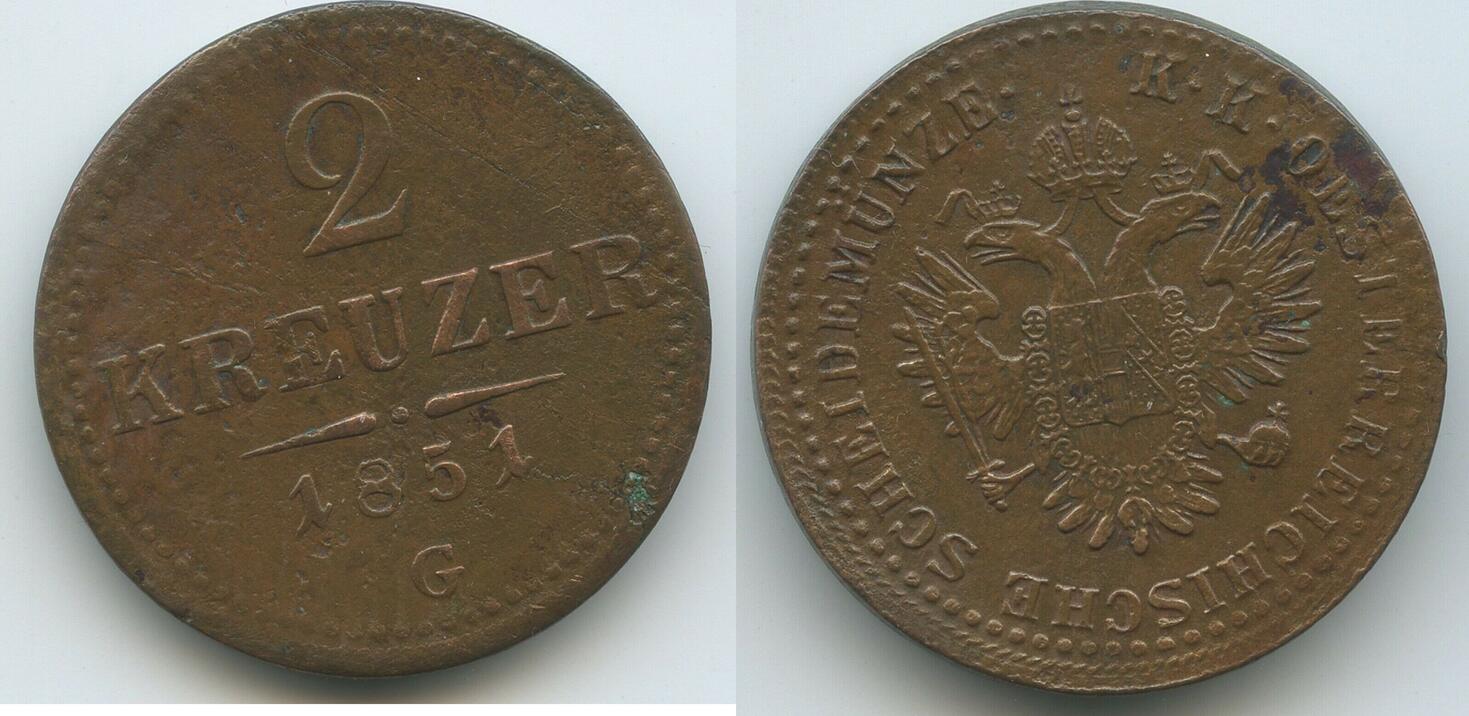 2
KREUZER
1851
G
K·K·OESTERREICHISCHE SCHEIDEMÜNZE·